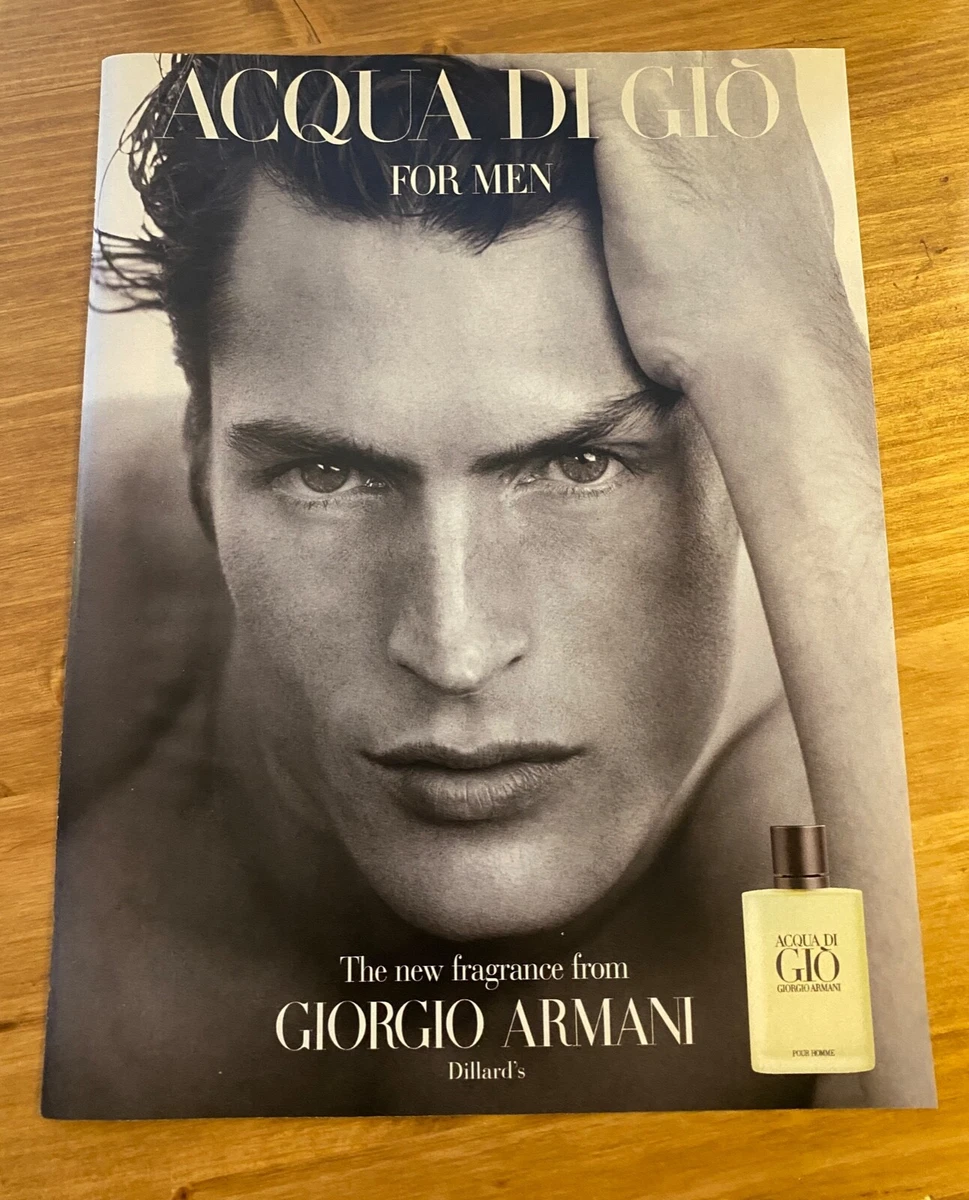 ACQUA DI GIÒ
FOR MEN
The new fragrance from
GIORGIO ARMANI
Dillard's
ACQUA DI
GIÒ
GIORGIO ARMANI
POUR HOMME